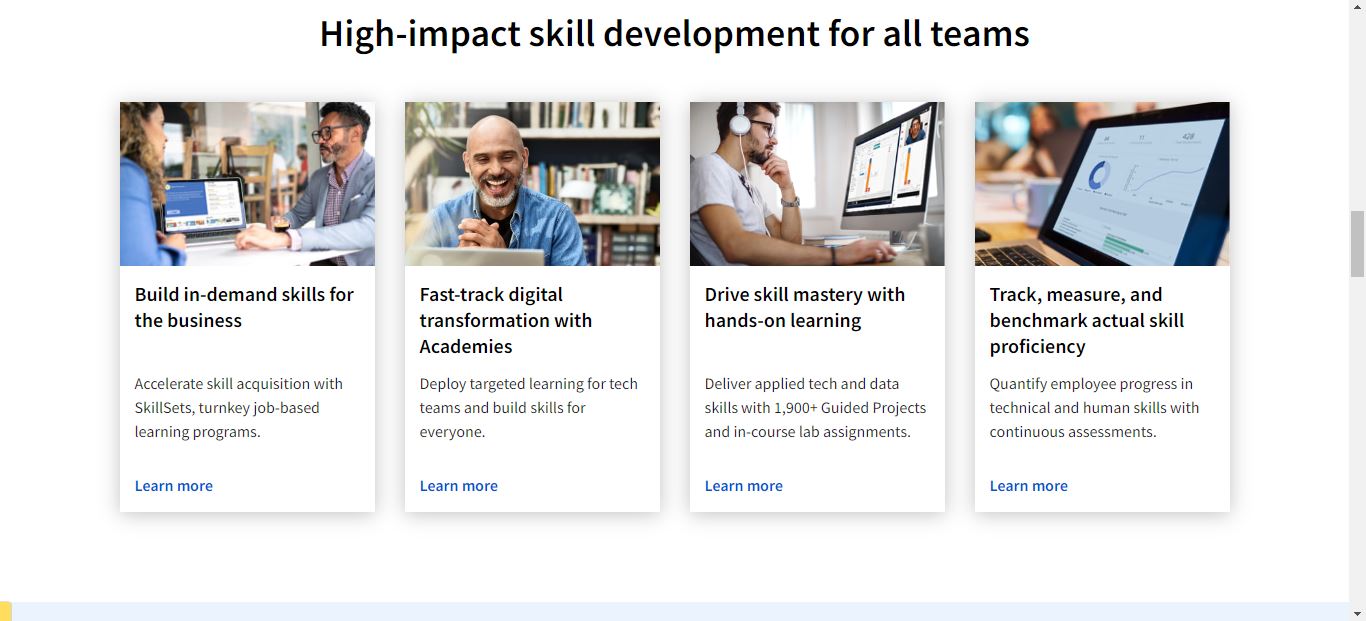 High-impact skill development for all teams
Build in-demand skills for
the business
Accelerate skill acquisition with
SkillSets, turnkey job-based
learning programs.
Learn more
Fast-track digital
transformation with
Academies
Deploy targeted learning for tech
teams and build skills for
everyone.
Learn more
Drive skill mastery with
hands-on learning
Deliver applied tech and data
skills with 1,900+ Guided Projects
and in-course lab assignments.
Learn more
Track, measure, and
benchmark actual skill
proficiency
Quantify employee progress in
technical and human skills with
continuous assessments.
Learn more